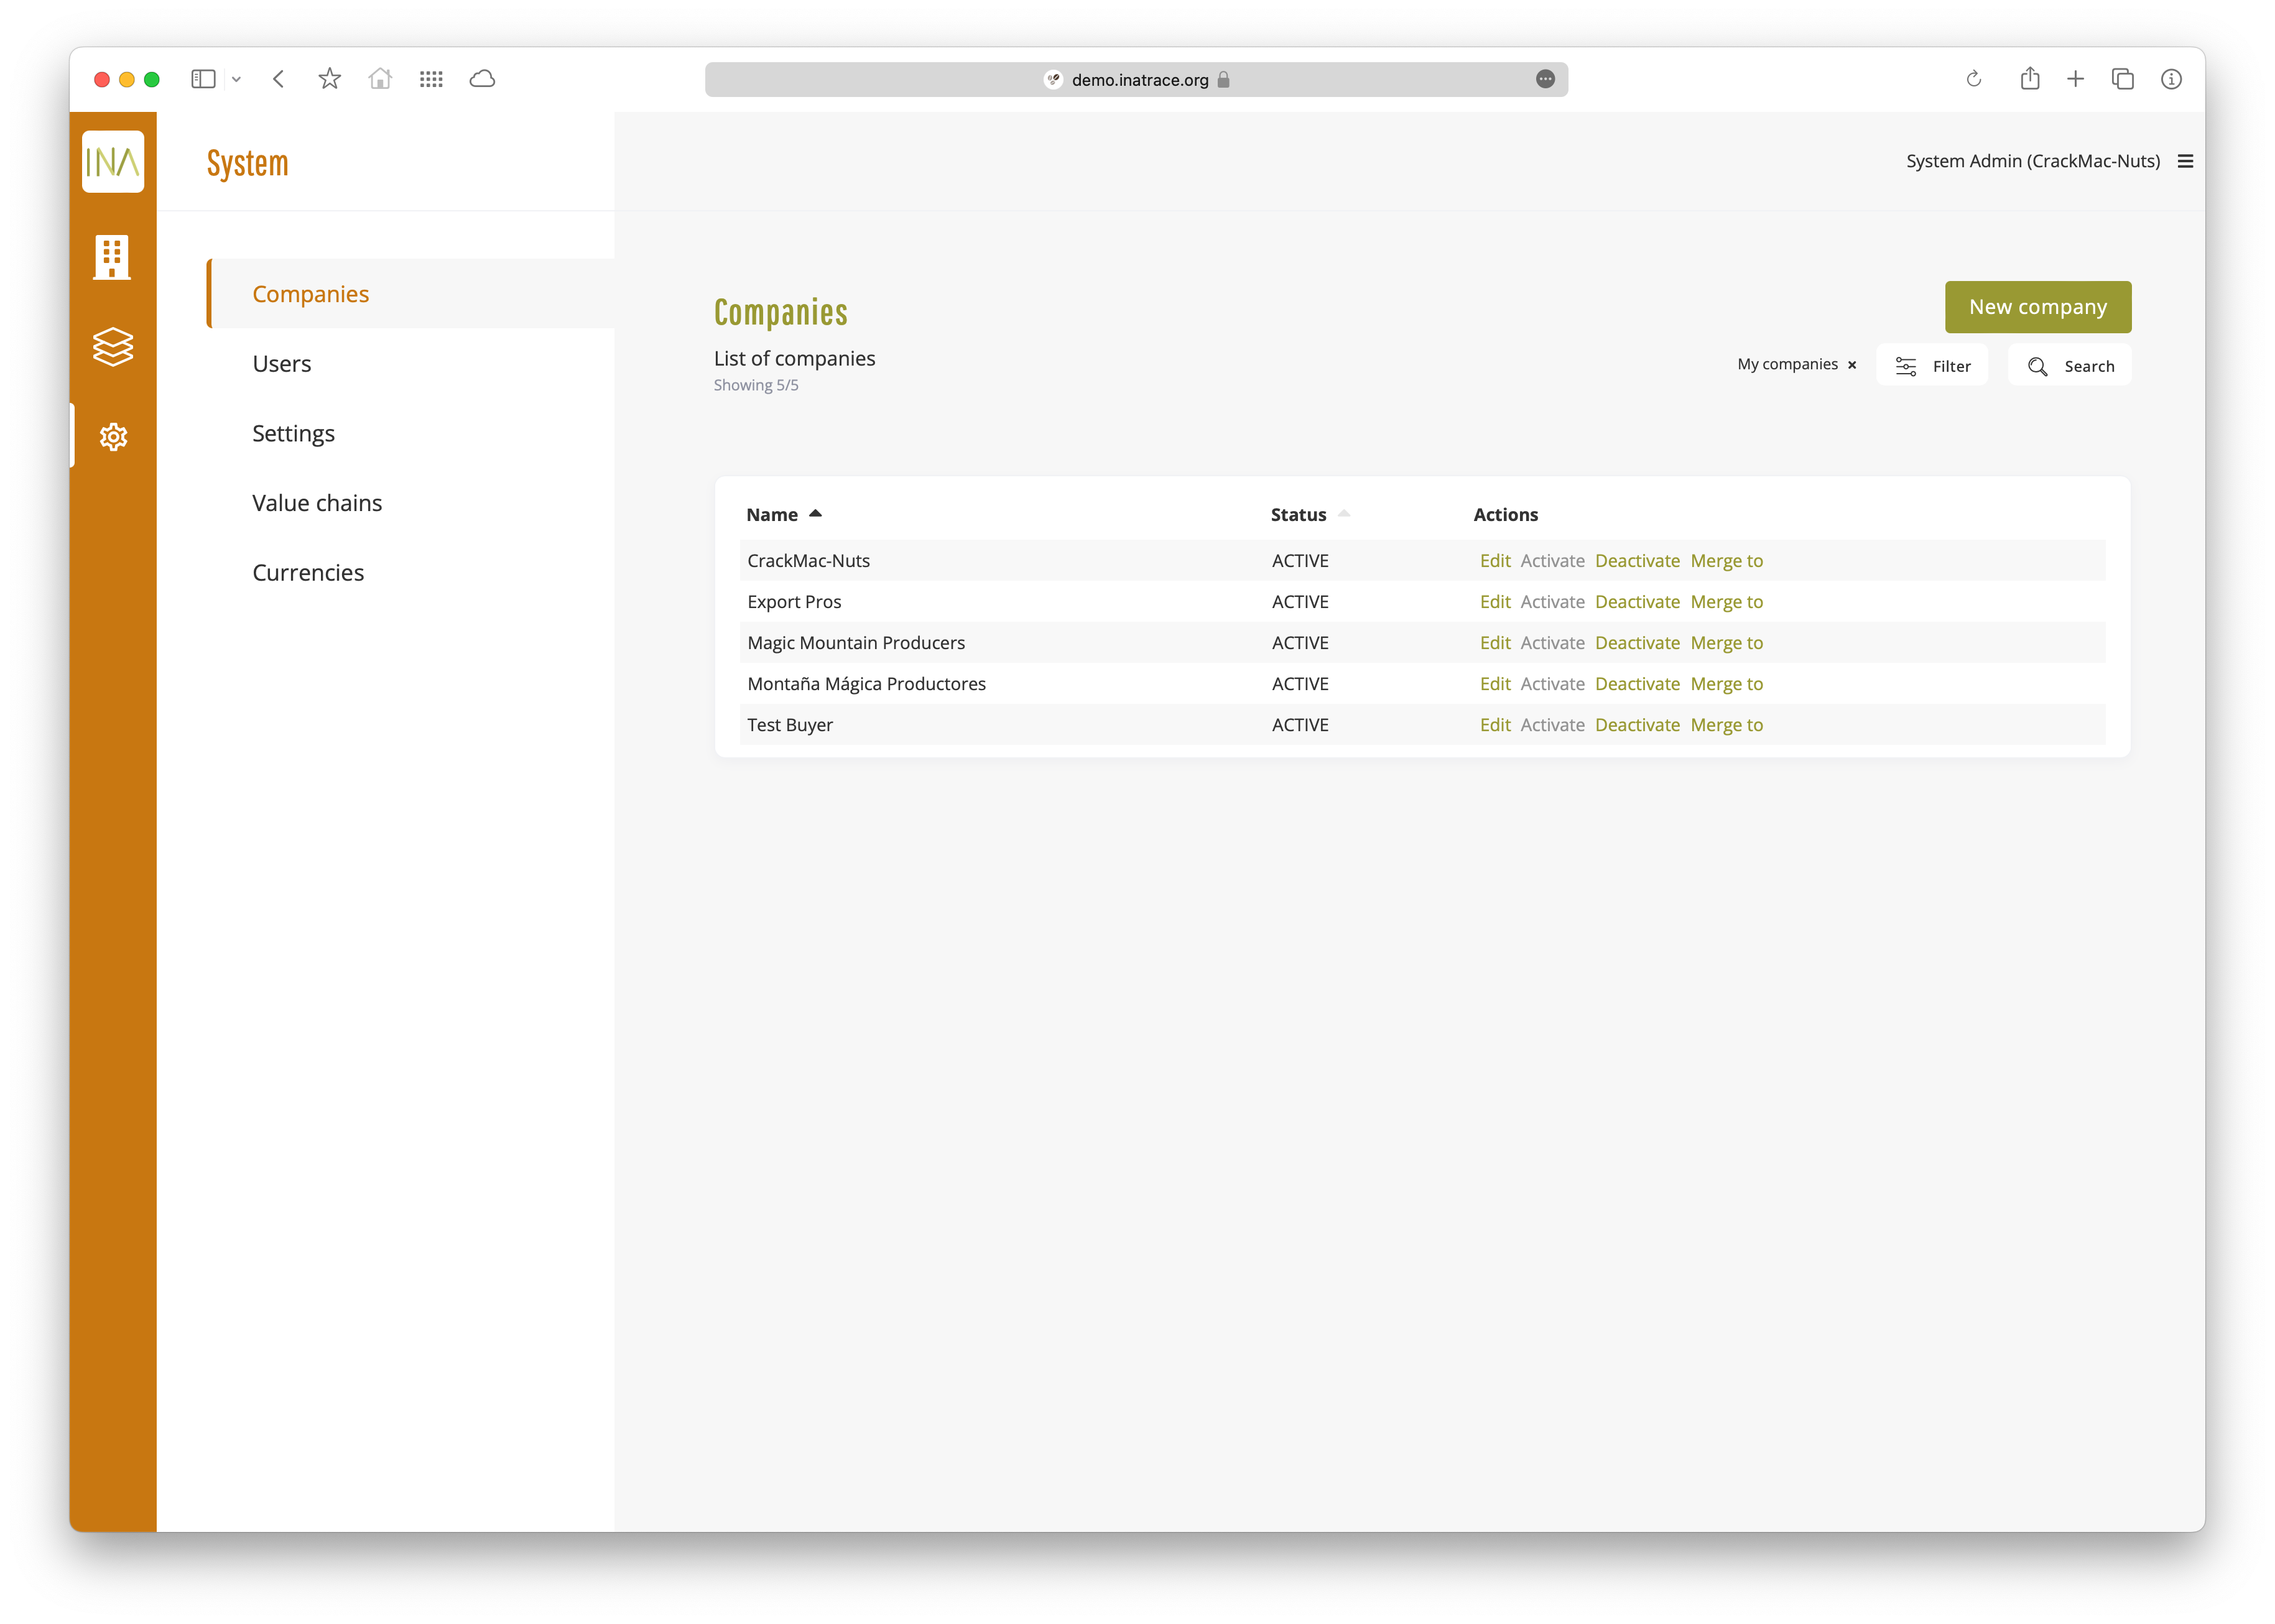 demo.inatrace.org
INA
System
System Admin (CrackMac-Nuts)
Companies
Users
Settings
Value chains
Currencies
Companies
New company
List of companies
Showing 5/5
My companies × Filter Search
Name Status Actions
CrackMac-Nuts ACTIVE Edit Activate Deactivate Merge to
Export Pros ACTIVE Edit Activate Deactivate Merge to
Magic Mountain Producers ACTIVE Edit Activate Deactivate Merge to
Montaña Mágica Productores ACTIVE Edit Activate Deactivate Merge to
Test Buyer ACTIVE Edit Activate Deactivate Merge to